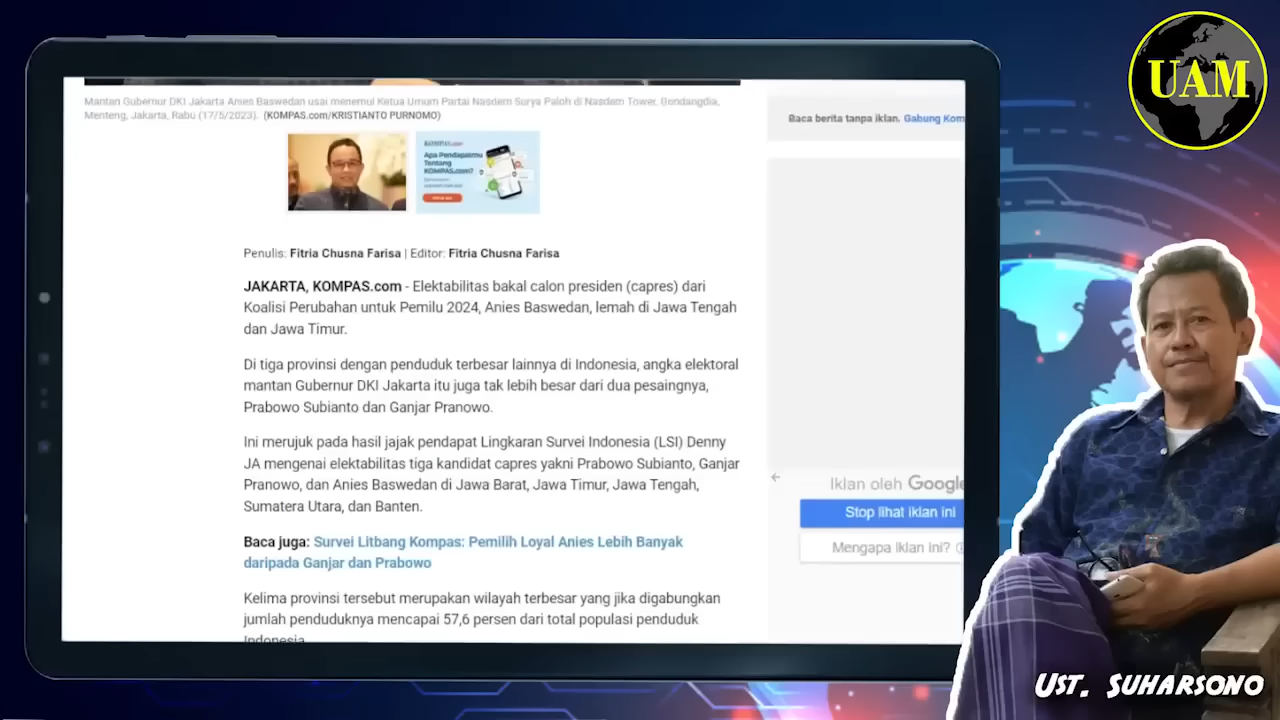 Mantan Gubernur DKI Jakarta Anies Baswedan usai menemui Ketua Umum Partai Nasdem Surya Paloh di Nasdem Tower, Gondangdia,
Menteng, Jakarta, Rabu (17/5/2023). (KOMPAS.com/KRISTIANTO PURNOMO)
Apa Pendapatmu
Tentang
KOMPAS.com?
Penulis: Fitria Chusna Farisa | Editor: Fitria Chusna Farisa
JAKARTA, KOMPAS.com - Elektabilitas bakal calon presiden (capres) dari
Koalisi Perubahan untuk Pemilu 2024, Anies Baswedan, lemah di Jawa Tengah
dan Jawa Timur.
Di tiga provinsi dengan penduduk terbesar lainnya di Indonesia, angka elektoral
mantan Gubernur DKI Jakarta itu juga tak lebih besar dari dua pesaingnya,
Prabowo Subianto dan Ganjar Pranowo.
Ini merujuk pada hasil jajak pendapat Lingkaran Survei Indonesia (LSI) Denny
JA mengenai elektabilitas tiga kandidat capres yakni Prabowo Subianto, Ganjar
Pranowo, dan Anies Baswedan di Jawa Barat, Jawa Timur, Jawa Tengah,
Sumatera Utara, dan Banten.
Baca juga: Survei Litbang Kompas: Pemilih Loyal Anies Lebih Banyak
daripada Ganjar dan Prabowo
Kelima provinsi tersebut merupakan wilayah terbesar yang jika digabungkan
jumlah penduduknya mencapai 57,6 persen dari total populasi penduduk
Indonesia
Baca berita tanpa iklan. Gabung Kom
Iklan oleh Google
Stop lihat iklan ini
Mengapa iklan ini?
UAM
UST. SUHARSONO